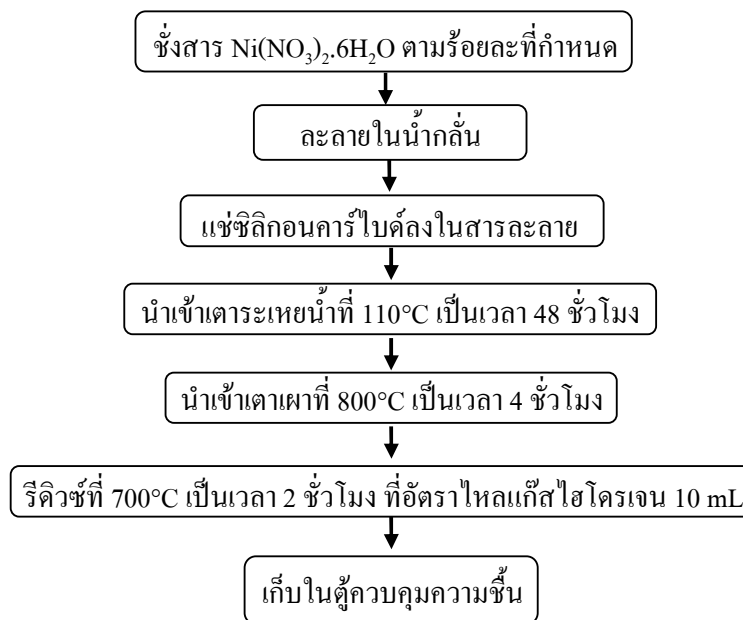 ชั่งสาร Ni(NO₃)₂.6H₂O ตามร้อยละที่กำหนด
ละลายในน้ำกลั่น
แช่ซิลิกอนคาร์ไบด์ลงในสารละลาย
นำเข้าเตาระเหยน้ำที่ 110°C เป็นเวลา 48 ชั่วโมง
นำเข้าเตาเผาที่ 800°C เป็นเวลา 4 ชั่วโมง
รีดิวซ์ที่ 700°C เป็นเวลา 2 ชั่วโมง ที่อัตราไหลแก๊สไฮโดรเจน 10 mL
เก็บในตู้ควบคุมความชื้น